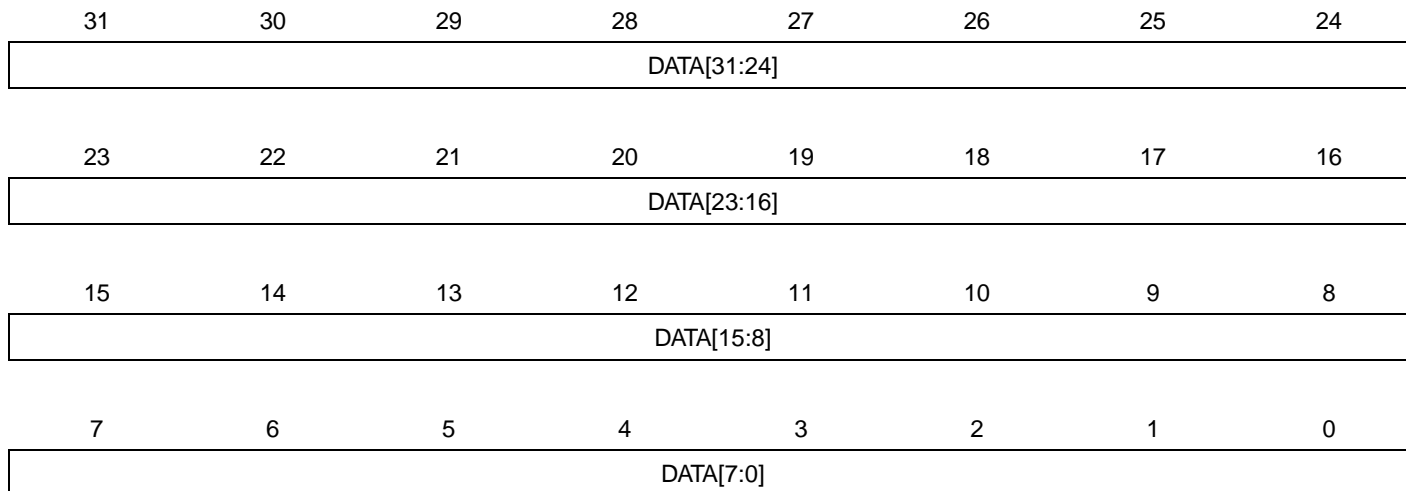 31 30 29 28 27 26 25 24
DATA[31:24]
23 22 21 20 19 18 17 16
DATA[23:16]
15 14 13 12 11 10 9 8
DATA[15:8]
7 6 5 4 3 2 1 0
DATA[7:0]